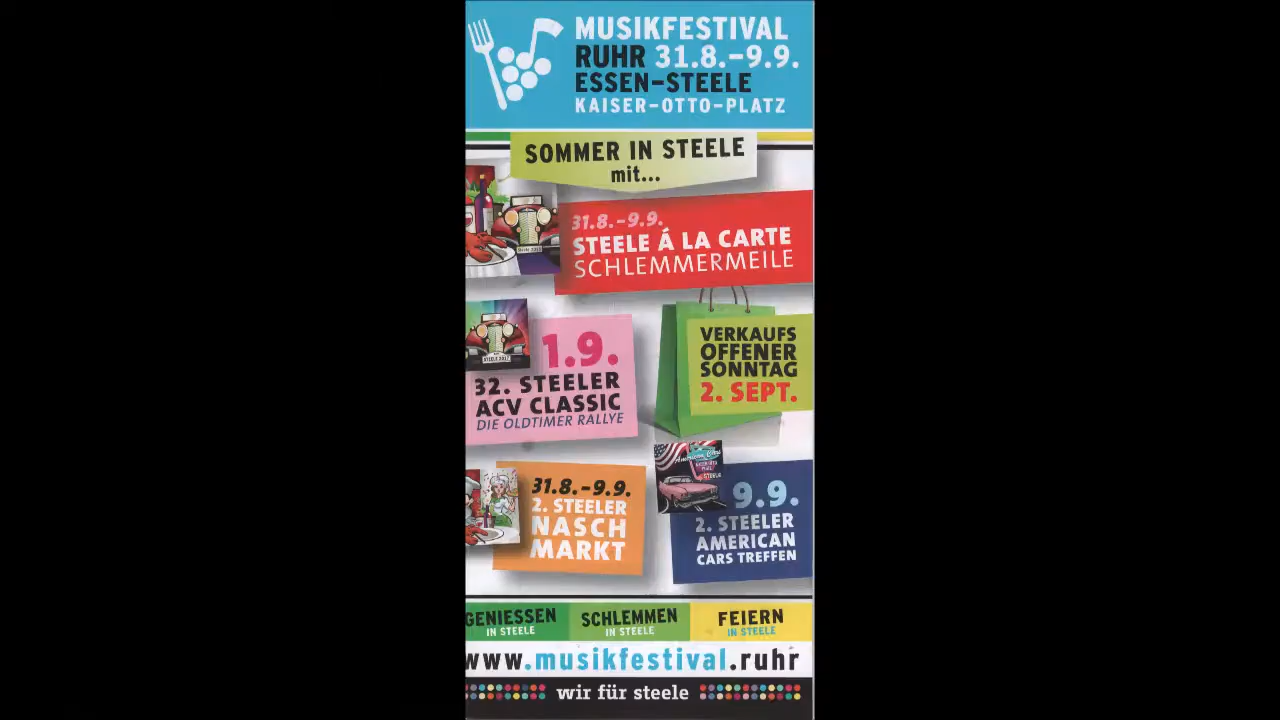 MUSIKFESTIVAL
RUHR 31.8.–9.9.
ESSEN–STEELE
KAISER–OTTO–PLATZ
SOMMER IN STEELE
mit...
31.8.–9.9.
STEELE Á LA CARTE
SCHLEMMERMEILE
1.9.
32. STEELER
ACV CLASSIC
DIE OLDTIMER RALLYE
VERKAUFS
OFFENER
SONNTAG
2. SEPT.
31.8.–9.9.
2. STEELER
NASCH
MARKT
American Cars
STEELE
9.9.
2. STEELER
AMERICAN
CARS TREFFEN
GENIESSEN
IN STEELE
SCHLEMMEN
IN STEELE
FEIERN
IN STEELE
www.musikfestival.ruhr
wir für steele